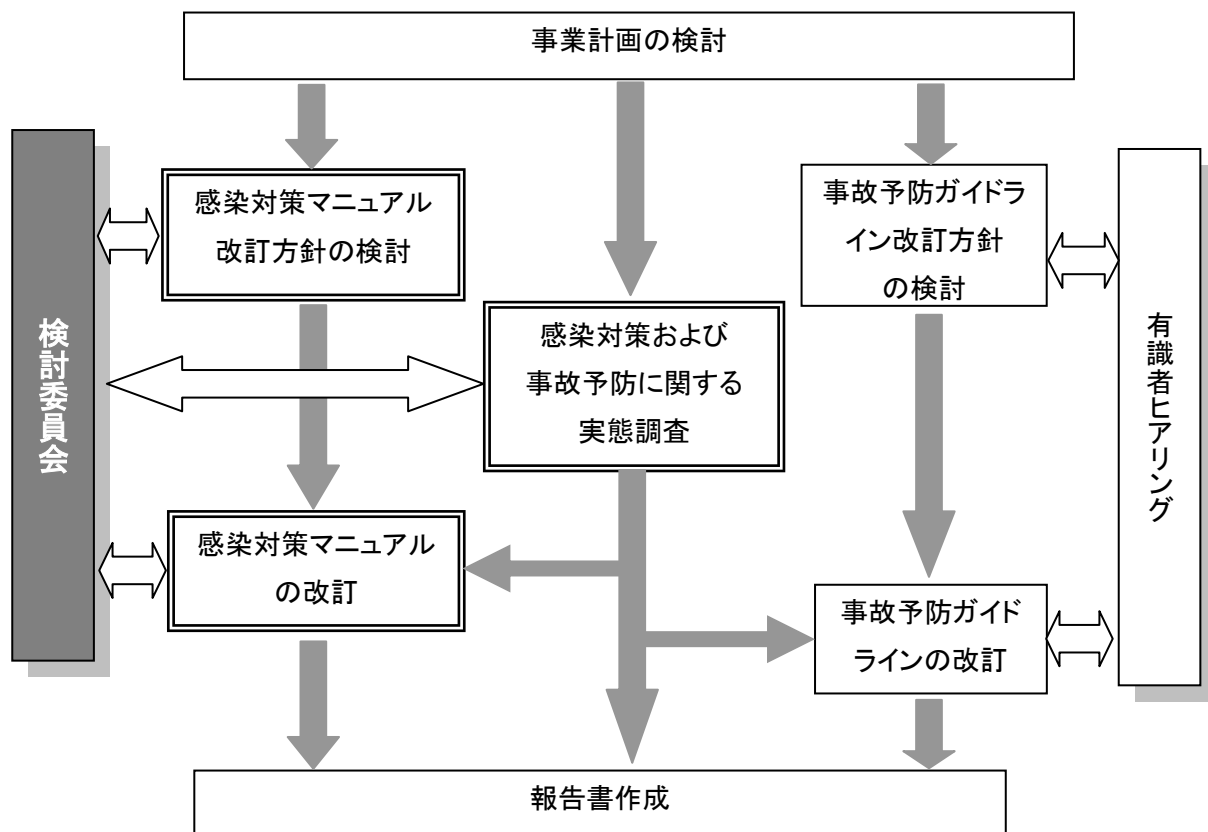 事業計画の検討
検討委員会
感染対策マニュアル
改訂方針の検討
事故予防ガイドラ
イン改訂方針
の検討
有識者ヒアリング
感染対策および
事故予防に関する
実態調査
感染対策マニュアル
の改訂
事故予防ガイド
ラインの改訂
報告書作成